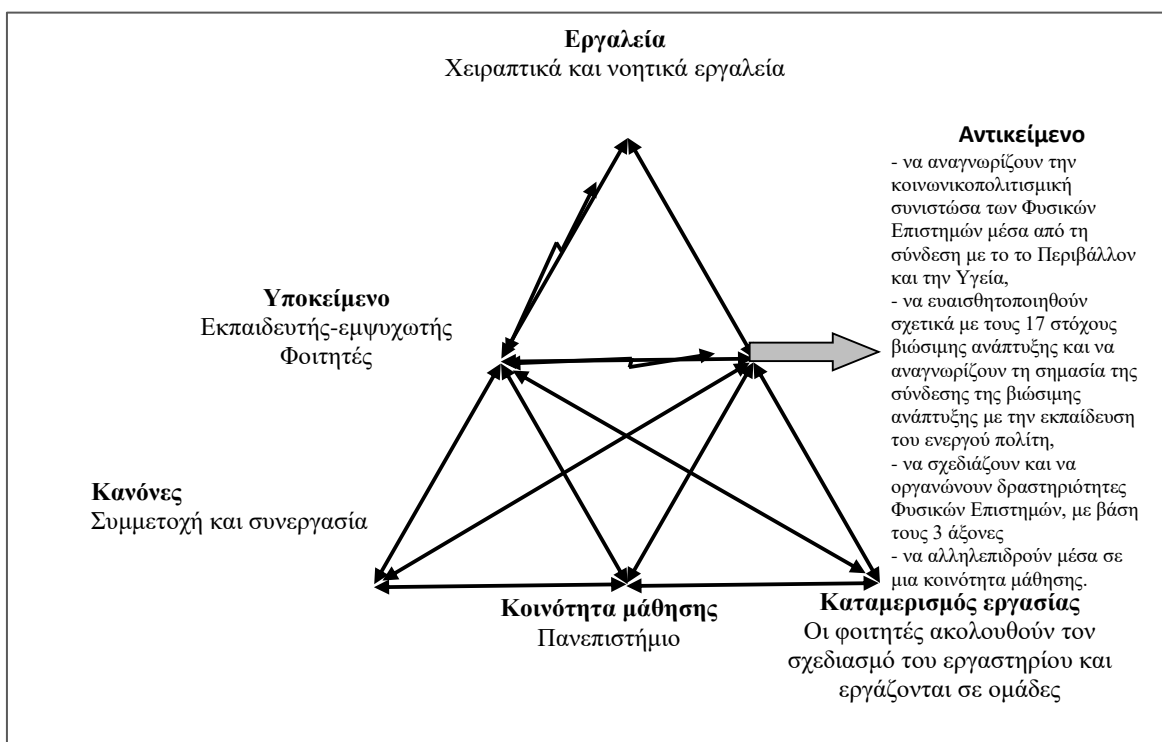 Εργαλεία
Χειραπτικά και νοητικά εργαλεία
Αντικείμενο
- να αναγνωρίζουν την
κοινωνικοπολιτισμική
συνιστώσα των Φυσικών
Επιστημών μέσα από τη
σύνδεση με το το Περιβάλλον
και την Υγεία,
- να ευαισθητοποιηθούν
σχετικά με τους 17 στόχους
βιώσιμης ανάπτυξης και να
αναγνωρίζουν τη σημασία της
σύνδεσης της βιώσιμης
ανάπτυξης με την εκπαίδευση
του ενεργού πολίτη,
- να σχεδιάζουν και να
οργανώνουν δραστηριότητες
Φυσικών Επιστημών, με βάση
τους 3 άξονες
- να αλληλεπιδρούν μέσα σε
μια κοινότητα μάθησης.
Υποκείμενο
Εκπαιδευτής-εμψυχωτής
Φοιτητές
Κανόνες
Συμμετοχή και συνεργασία
Κοινότητα μάθησης
Πανεπιστήμιο
Καταμερισμός εργασίας
Οι φοιτητές ακολουθούν τον
σχεδιασμό του εργαστηρίου και
εργάζονται σε ομάδες